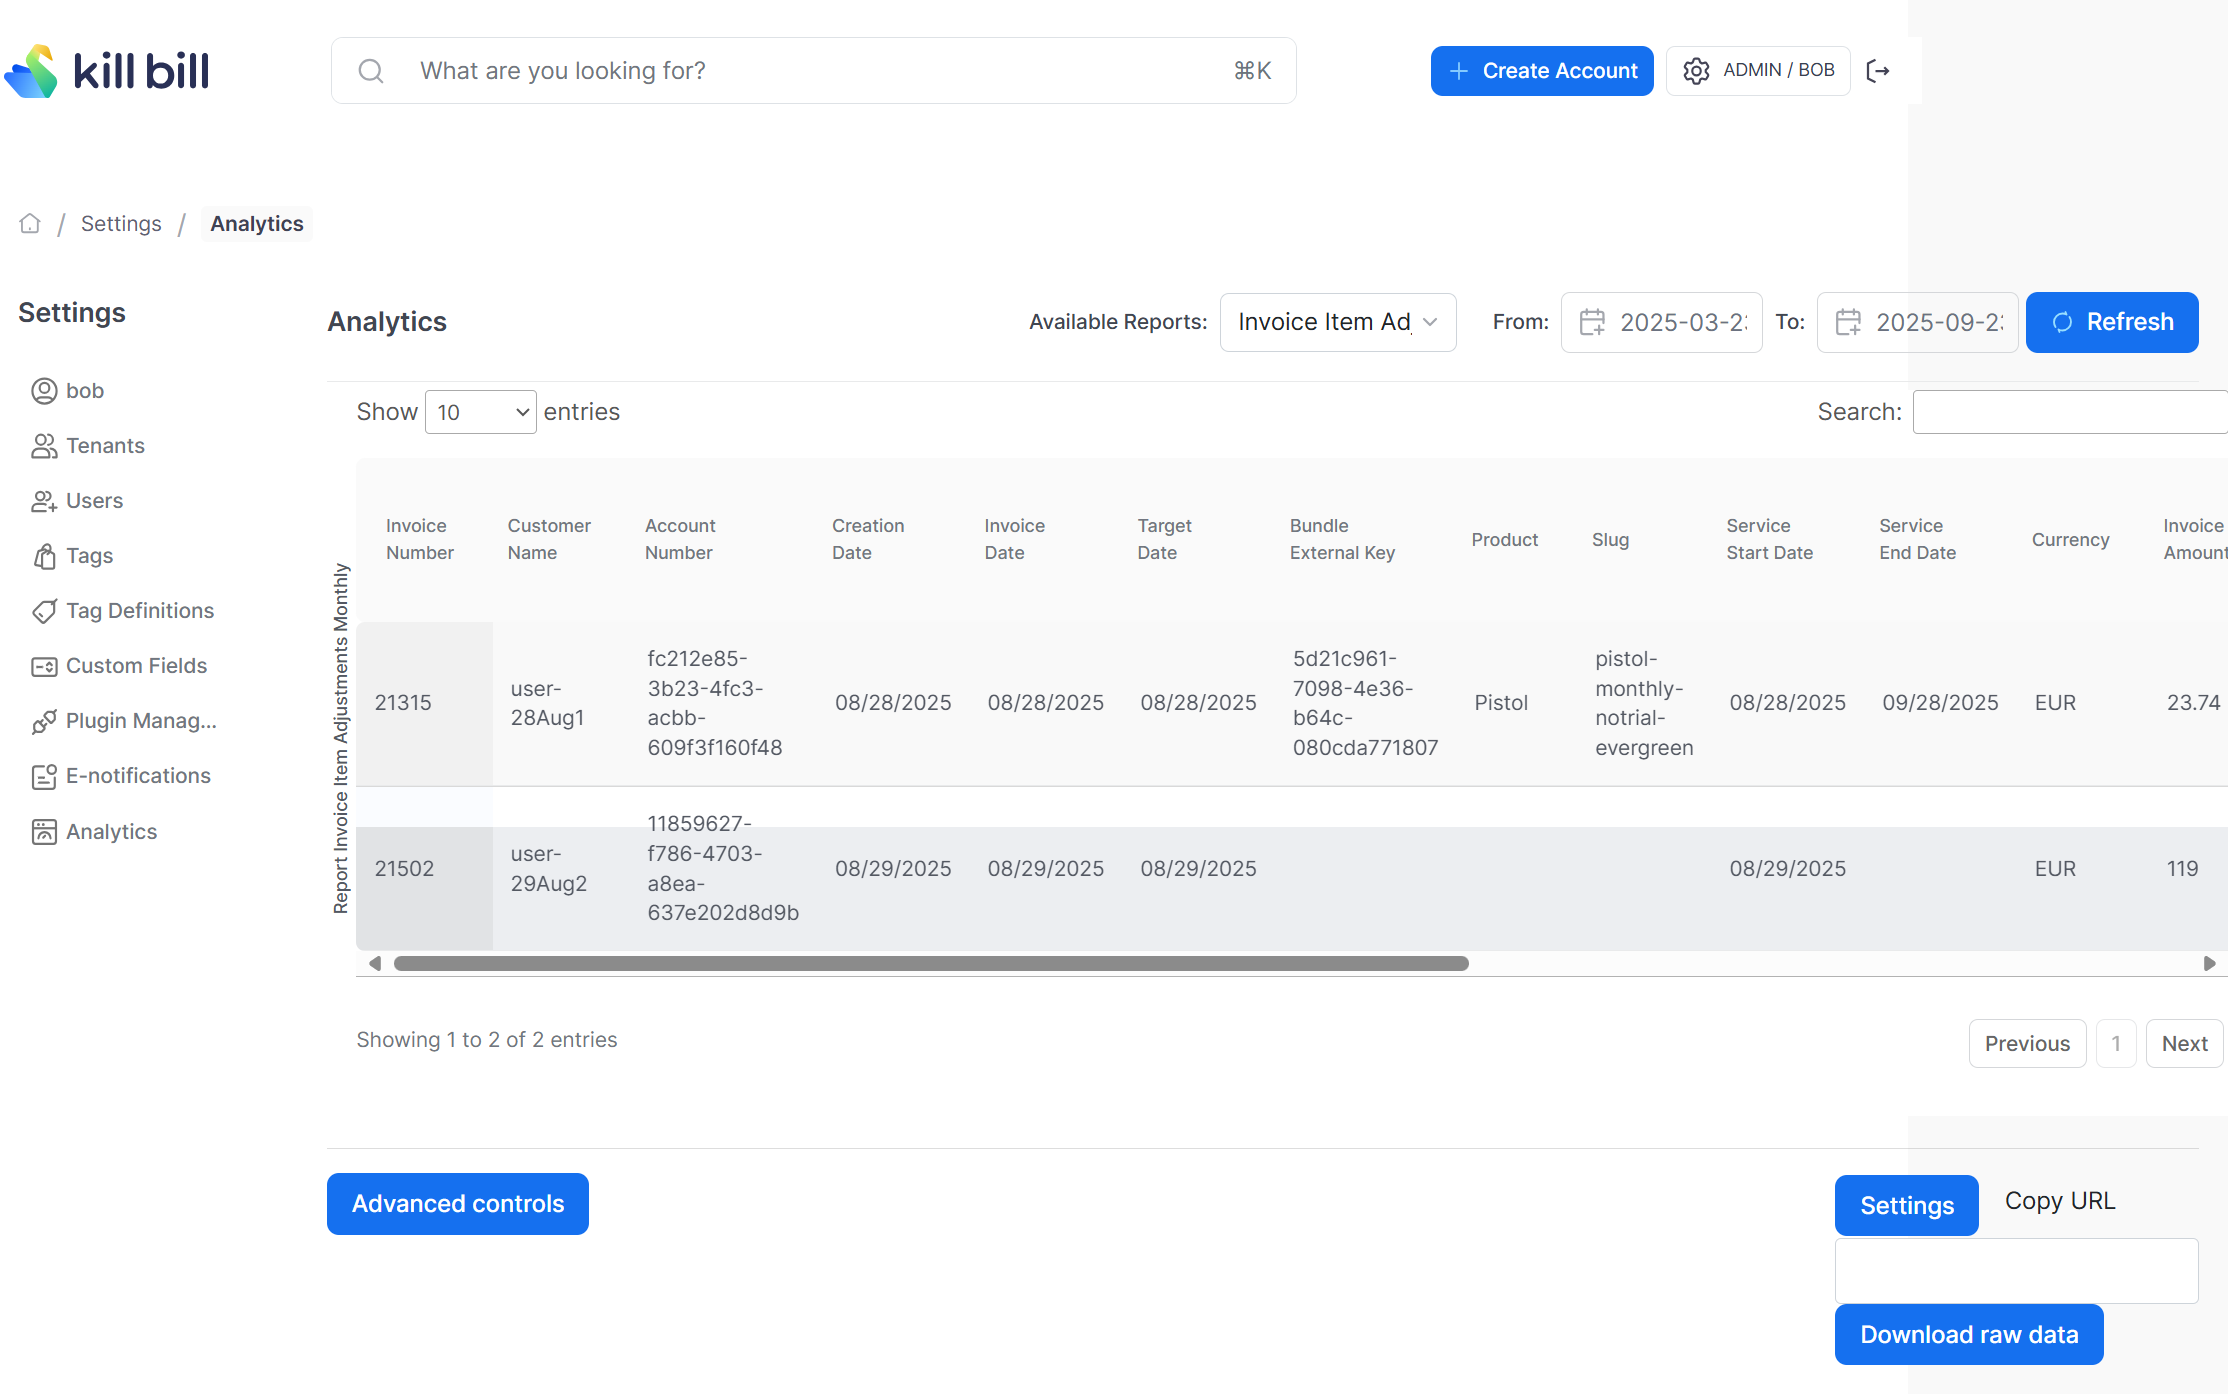 kill bill
What are you looking for?
⌘K
Create Account
ADMIN / BOB
/ Settings / Analytics
Settings
bob
Tenants
Users
Tags
Tag Definitions
Custom Fields
Plugin Manag...
E-notifications
Analytics
Analytics
Available Reports: Invoice Item Ad
From: 2025-03-2
To: 2025-09-2
Refresh
Show 10 entries
Search:
Report Invoice Item Adjustments Monthly
Invoice Number
Customer Name
Account Number
Creation Date
Invoice Date
Target Date
Bundle External Key
Product
Slug
Service Start Date
Service End Date
Currency
Invoice Amount
21315
user-
28Aug1
fc212e85-
3b23-4fc3-
acbb-
609f3f160f48
08/28/2025
08/28/2025
08/28/2025
5d21c961-
7098-4e36-
b64c-
080cda771807
Pistol
pistol-
monthly-
notrial-
evergreen
08/28/2025
09/28/2025
EUR
23.74
21502
user-
29Aug2
11859627-
f786-4703-
a8ea-
637e202d8d9b
08/29/2025
08/29/2025
08/29/2025
08/29/2025
EUR
119
Showing 1 to 2 of 2 entries
Previous
1
Next
Advanced controls
Settings
Copy URL
Download raw data